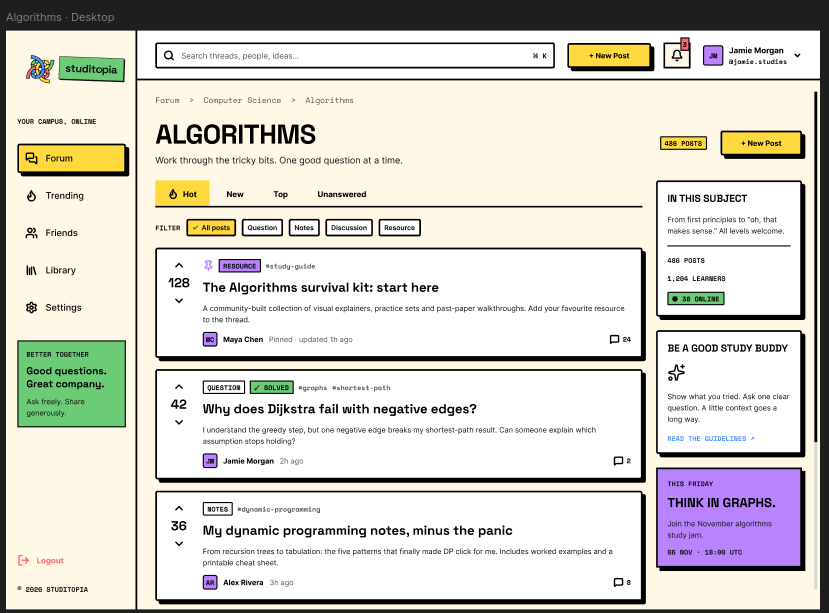 Algorithms · Desktop
studitopia
Search threads, people, ideas...
⌘ K
+ New Post
3
JM
Jamie Morgan
@jamie.studies
YOUR CAMPUS, ONLINE
Forum
Trending
Friends
Library
Settings
BETTER TOGETHER
Good questions.
Great company.
Ask freely. Share
generously.
Logout
© 2026 STUDITOPIA
Forum > Computer Science > Algorithms
ALGORITHMS
Work through the tricky bits. One good question at a time.
486 POSTS
+ New Post
Hot
New
Top
Unanswered
FILTER
✓ All posts
Question
Notes
Discussion
Resource
128
RESOURCE #study-guide
The Algorithms survival kit: start here
A community-built collection of visual explainers, practice sets and past-paper walkthroughs. Add your favourite resource
to the thread.
MC Maya Chen Pinned · updated 1h ago
24
42
QUESTION ✓ SOLVED #graphs #shortest-path
Why does Dijkstra fail with negative edges?
I understand the greedy step, but one negative edge breaks my shortest-path result. Can someone explain which
assumption stops holding?
JM Jamie Morgan 2h ago
2
36
NOTES #dynamic-programming
My dynamic programming notes, minus the panic
From recursion trees to tabulation: the five patterns that finally made DP click for me. Includes worked examples and a
printable cheat sheet.
AR Alex Rivera 3h ago
8
IN THIS SUBJECT
From first principles to "oh, that
makes sense." All levels welcome.
486 POSTS
1,204 LEARNERS
● 38 ONLINE
BE A GOOD STUDY BUDDY
Show what you tried. Ask one clear
question. A little context goes a
long way.
READ THE GUIDELINES ↗
THIS FRIDAY
THINK IN GRAPHS.
Join the November algorithms
study jam.
06 NOV · 18:00 UTC